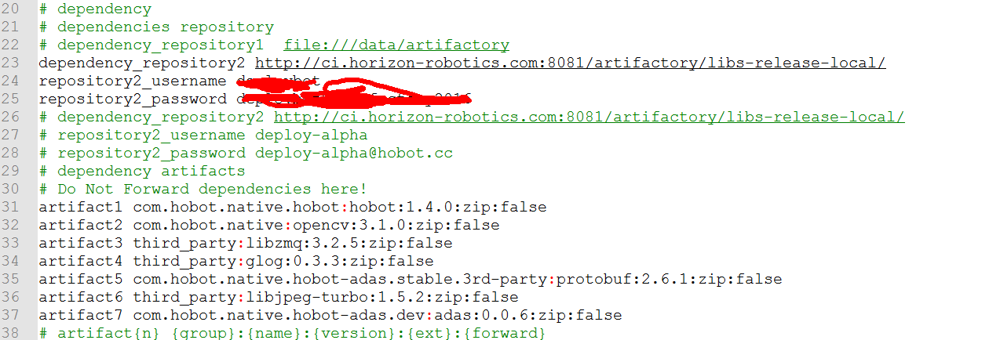 20 # dependency
21 # dependencies repository
22 # dependency_repository1  file:///data/artifactory
23 dependency_repository2 http://ci.horizon-robotics.com:8081/artifactory/libs-release-local/
24 repository2_username
25 repository2_password
26 # dependency_repository2 http://ci.horizon-robotics.com:8081/artifactory/libs-release-local/
27 # repository2_username deploy-alpha
28 # repository2_password deploy-alpha@hobot.cc
29 # dependency artifacts
30 # Do Not Forward dependencies here!
31 artifact1 com.hobot.native.hobot:hobot:1.4.0:zip:false
32 artifact2 com.hobot.native:opencv:3.1.0:zip:false
33 artifact3 third_party:libzmq:3.2.5:zip:false
34 artifact4 third_party:glog:0.3.3:zip:false
35 artifact5 com.hobot.native.hobot-adas.stable.3rd-party:protobuf:2.6.1:zip:false
36 artifact6 third_party:libjpeg-turbo:1.5.2:zip:false
37 artifact7 com.hobot.native.hobot-adas.dev:adas:0.0.6:zip:false
38 # artifact{n} {group}:{name}:{version}:{ext}:{forward}